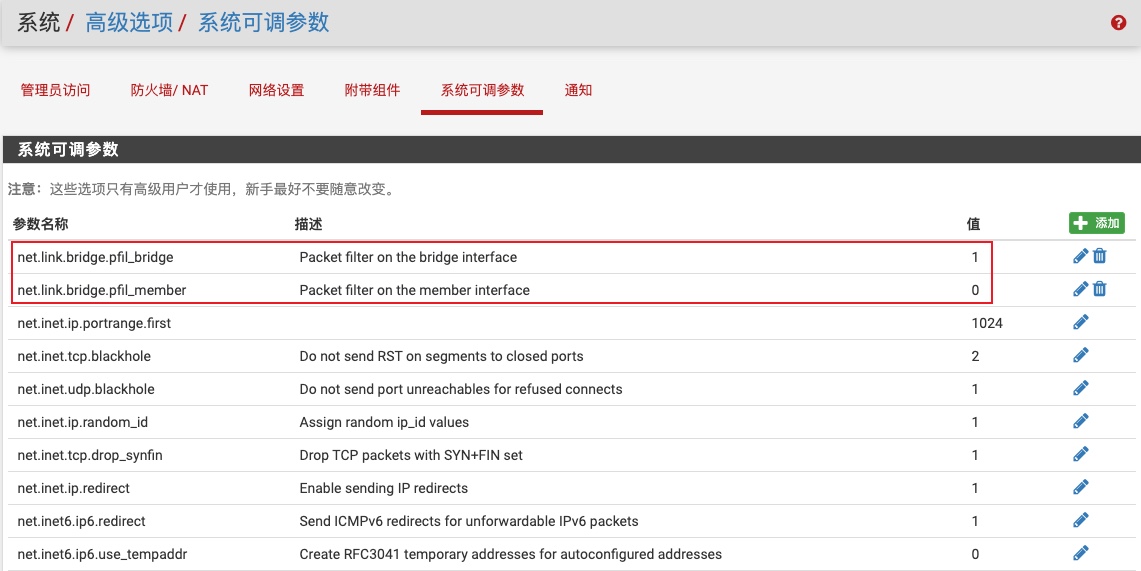 系统 / 高级选项 / 系统可调参数
管理员访问 防火墙/ NAT 网络设置 附带组件 系统可调参数 通知
系统可调参数
注意：这些选项只有高级用户才使用，新手最好不要随意改变。
参数名称 描述 值 添加
net.link.bridge.pfil_bridge Packet filter on the bridge interface 1
net.link.bridge.pfil_member Packet filter on the member interface 0
net.inet.ip.portrange.first 1024
net.inet.tcp.blackhole Do not send RST on segments to closed ports 2
net.inet.udp.blackhole Do not send port unreachables for refused connects 1
net.inet.ip.random_id Assign random ip_id values 1
net.inet.tcp.drop_synfin Drop TCP packets with SYN+FIN set 1
net.inet.ip.redirect Enable sending IP redirects 1
net.inet6.ip6.redirect Send ICMPv6 redirects for unforwardable IPv6 packets 1
net.inet6.ip6.use_tempaddr Create RFC3041 temporary addresses for autoconfigured addresses 0